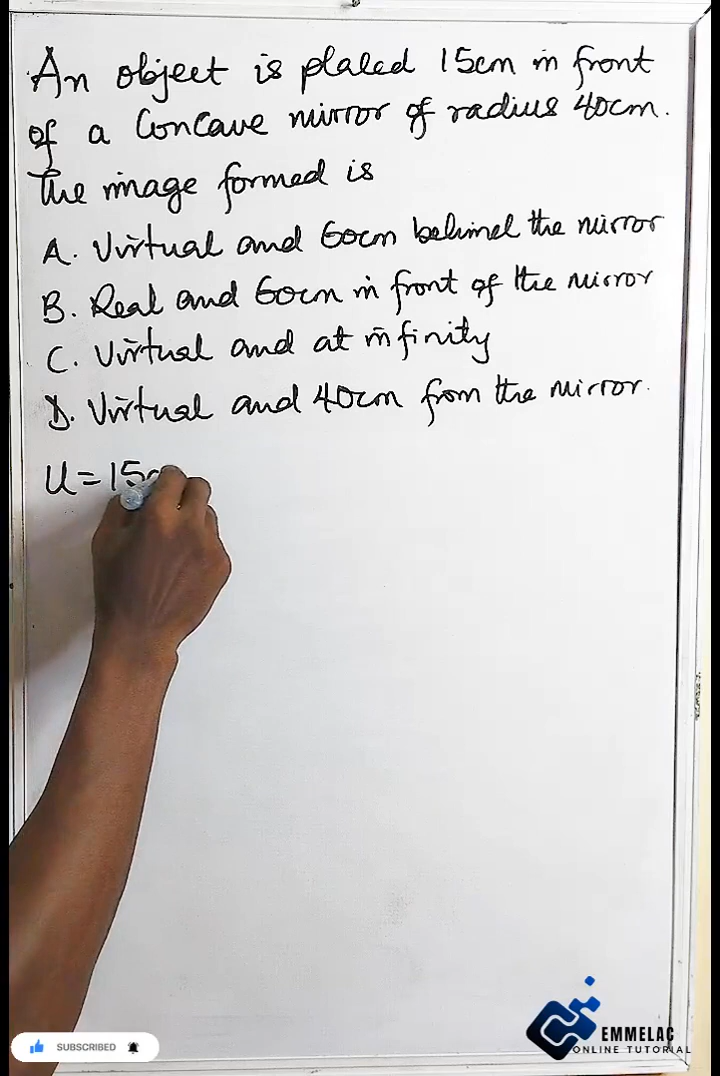 An object is placed 15cm in front
of a Concave mirror of radius 40cm.
The image formed is
A. Virtual and 60cm behind the mirror
B. Real and 60cm in front of the mirror
C. Virtual and at infinity
D. Virtual and 40cm from the mirror.
U=15c
SUBSCRIBED
EMMELAC
ONLINE TUTORIAL